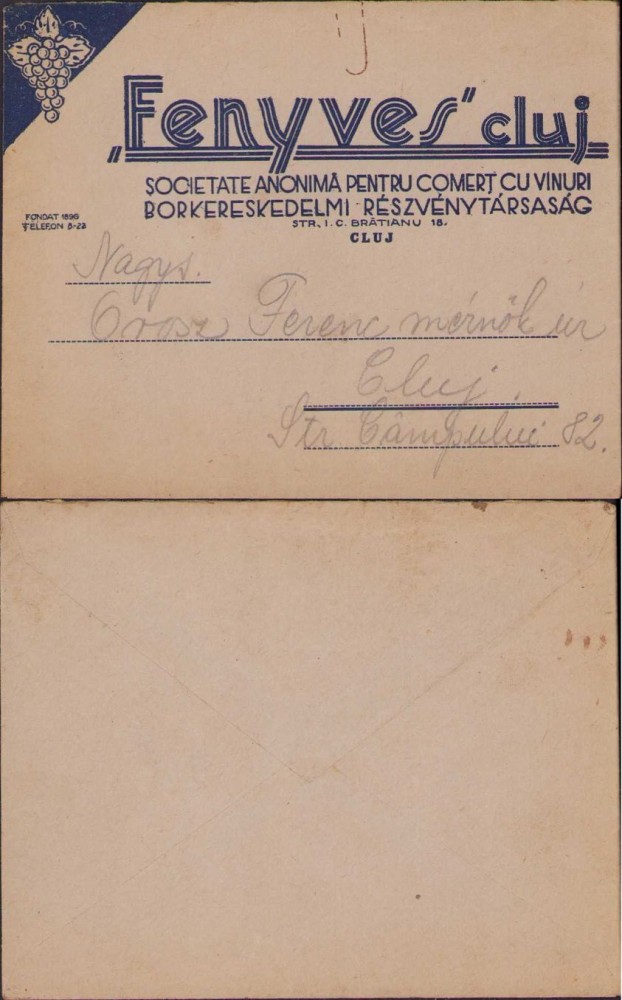 „Fenyves" cluj
SOCIETATE ANONIMĂ PENTRU COMERȚ CU VINURI
BORKERESKEDELMI RÉSZVÉNYTÁRSASÁG
STR. I. C. BRĂTIANU 18.
CLUJ
FONDAT 1896
TELEFON 8-23
Nagys.
Orosz Ferenc mérnök úr
Cluj.
Str Câmpului 82.